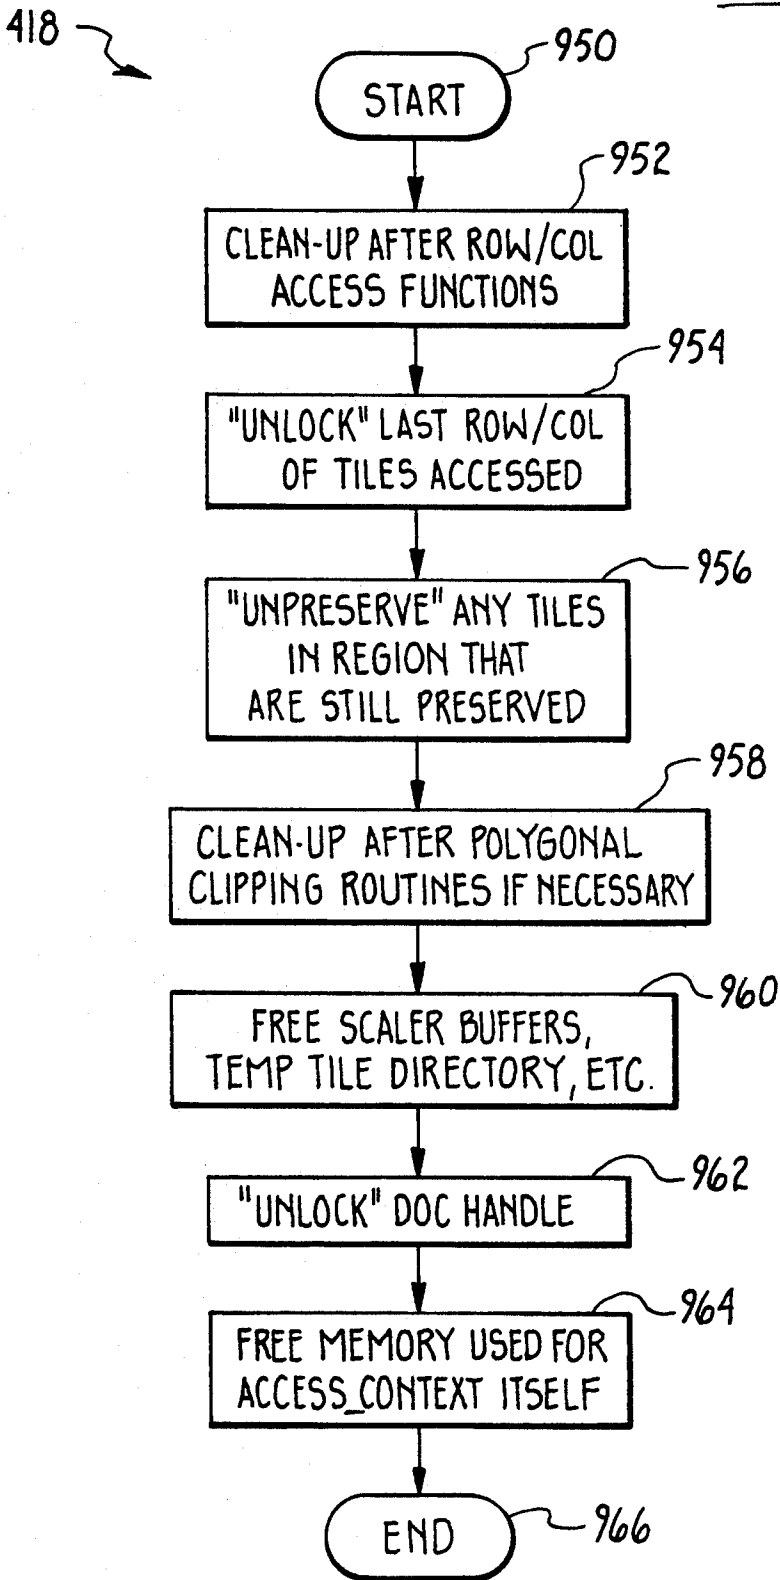 418
950
START
952
CLEAN-UP AFTER ROW/COL
ACCESS FUNCTIONS
954
"UNLOCK" LAST ROW/COL
OF TILES ACCESSED
956
"UNPRESERVE" ANY TILES
IN REGION THAT
ARE STILL PRESERVED
958
CLEAN-UP AFTER POLYGONAL
CLIPPING ROUTINES IF NECESSARY
960
FREE SCALER BUFFERS,
TEMP TILE DIRECTORY, ETC.
962
"UNLOCK" DOC HANDLE
964
FREE MEMORY USED FOR
ACCESS_CONTEXT ITSELF
END
966